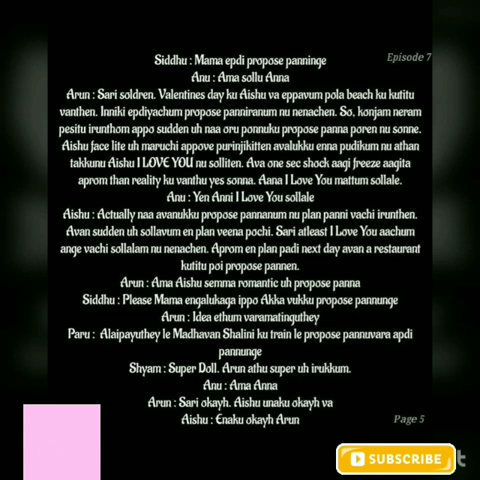 Episode 7
Siddhu : Mama epdi propose panninge
Anu : Ama sollu Anna
Arun : Sari soldren. Valentines day ku Aishu va eppavum pola beach ku kutitu
vanthen. Inniki epdiyachum propose panniranum nu nenachen. So, konjam neram
pesitu irunthom appo sudden uh naa oru ponnuku propose panna poren nu sonne.
Aishu face lite uh maruchi appove purinjikitten avalukku enna pudikum nu athan
takkunu Aishu I LOVE YOU nu solliten. Ava one sec shock aagi freeze aagita
aprom than reality ku vanthu yes sonna. Aana I Love You mattum sollale.
Anu : Yen Anni I Love You sollale
Aishu : Actually naa avanukku propose pannanum nu plan panni vachi irunthen.
Avan sudden uh sollavum en plan veena pochi. Sari atleast I Love You aachum
ange vachi sollalam nu nenachen. Aprom en plan padi next day avan a restaurant
kutitu poi propose pannen.
Arun : Ama Aishu semma romantic uh propose panna
Siddhu : Please Mama engalukaga ippo Akka vukku propose pannunge
Arun : Idea ethum varamatinguthey
Paru : Alaipayuthey le Madhavan Shalini ku train le propose pannuvara apdi
pannunge
Shyam : Super Doll. Arun athu super uh irukkum.
Anu : Ama Anna
Arun : Sari okayh. Aishu unaku okayh va
Aishu : Enaku okayh Arun
Page 5
SUBSCRIBE